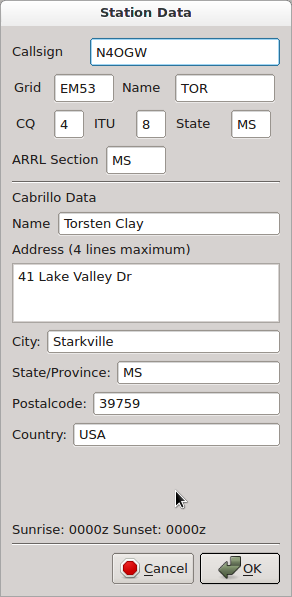 Station Data
Callsign N4OGW
Grid EM53 Name TOR
CQ 4 ITU 8 State MS
ARRL Section MS
Cabrillo Data
Name Torsten Clay
Address (4 lines maximum)
41 Lake Valley Dr
City: Starkville
State/Province: MS
Postalcode: 39759
Country: USA
Sunrise: 0000z Sunset: 0000z
Cancel OK